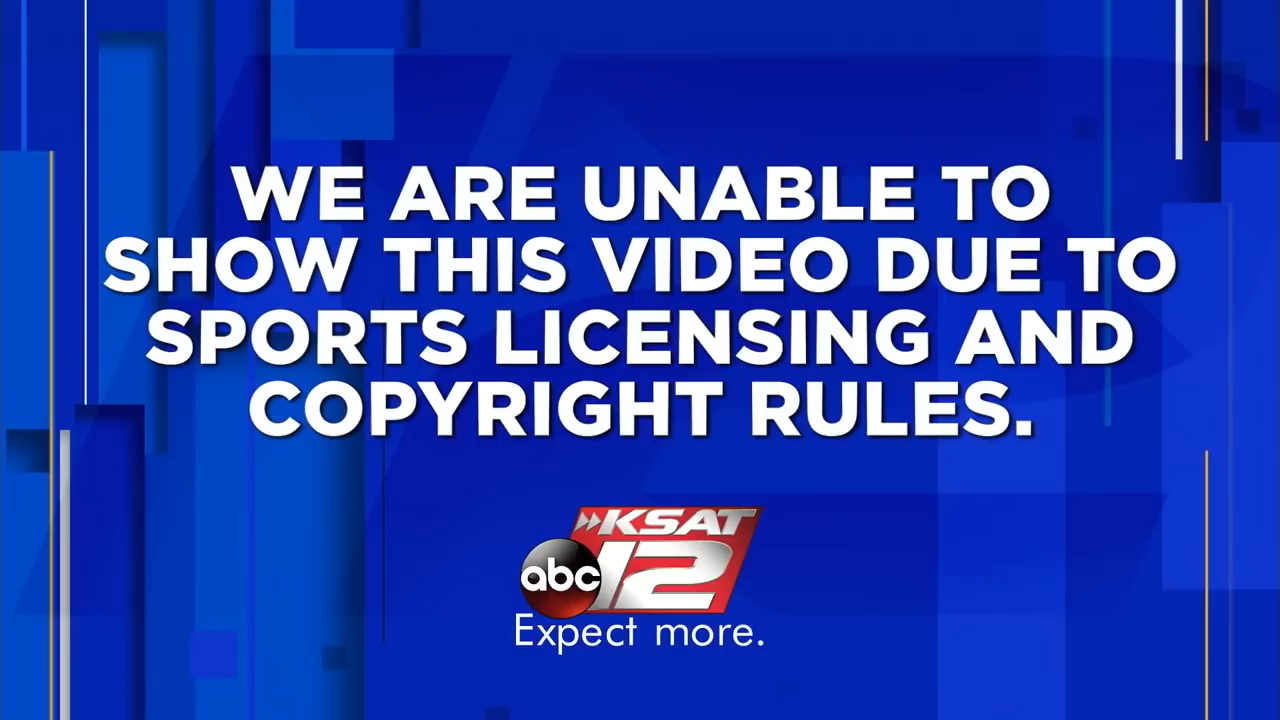 WE ARE UNABLE TO
SHOW THIS VIDEO DUE TO
SPORTS LICENSING AND
COPYRIGHT RULES.
KSAT
abc 12
Expect more.